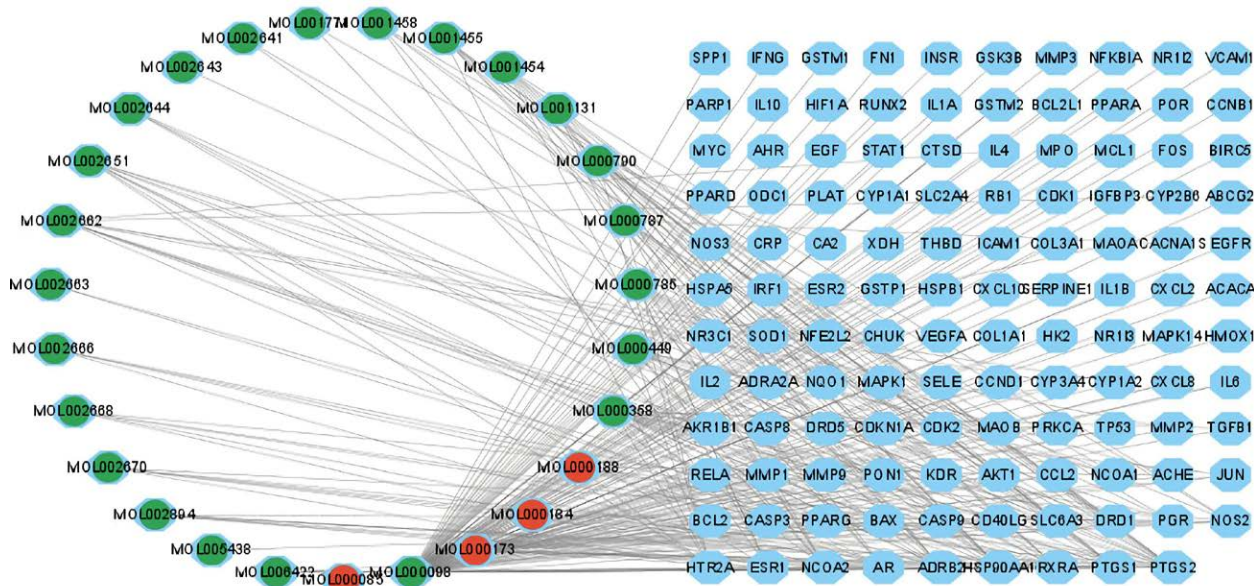 MOL001771 MOL001458
MOL002641 MOL001455
MOL002643 MOL001454
MOL002644 MOL001131
MOL002651 MOL000790
MOL002662 MOL000787
MOL002663 MOL000785
MOL002666 MOL000449
MOL002668 MOL000358
MOL002670 MOL000188
MOL002894 MOL000184
MOL005438 MOL000173
MOL006422 MOL000085 MOL000098
SPP1 IFNG GSTM1 FN1 INSR GSK3B MMP3 NFKBIA NR1I2 VCAM1
PARP1 IL10 HIF1A RUNX2 IL1A GSTM2 BCL2L1 PPARA POR CCNB1
MYC AHR EGF STAT1 CTSD IL4 MPO MCL1 FOS BIRC5
PPARD ODC1 PLAT CYP1A1 SLC2A4 RB1 CDK1 IGFBP3 CYP2B6 ABCG2
NOS3 CRP CA2 XDH THBD ICAM1 COL3A1 MAOA CACNA1S EGFR
HSPA5 IRF1 ESR2 GSTP1 HSPB1 CXCL10 SERPINE1 IL1B CXCL2 ACACA
NR3C1 SOD1 NFE2L2 CHUK VEGFA COL1A1 HK2 NR1I3 MAPK14 HMOX1
IL2 ADRA2A NQO1 MAPK1 SELE CCND1 CYP3A4 CYP1A2 CXCL8 IL6
AKR1B1 CASP8 DRD5 CDKN1A CDK2 MAOB PRKCA TP53 MMP2 TGFB1
RELA MMP1 MMP9 PON1 KDR AKT1 CCL2 NCOA1 ACHE JUN
BCL2 CASP3 PPARG BAX CASP9 CD40LG SLC6A3 DRD1 PGR NOS2
HTR2A ESR1 NCOA2 AR ADRB2 HSP90AA1 RXRA PTGS1 PTGS2